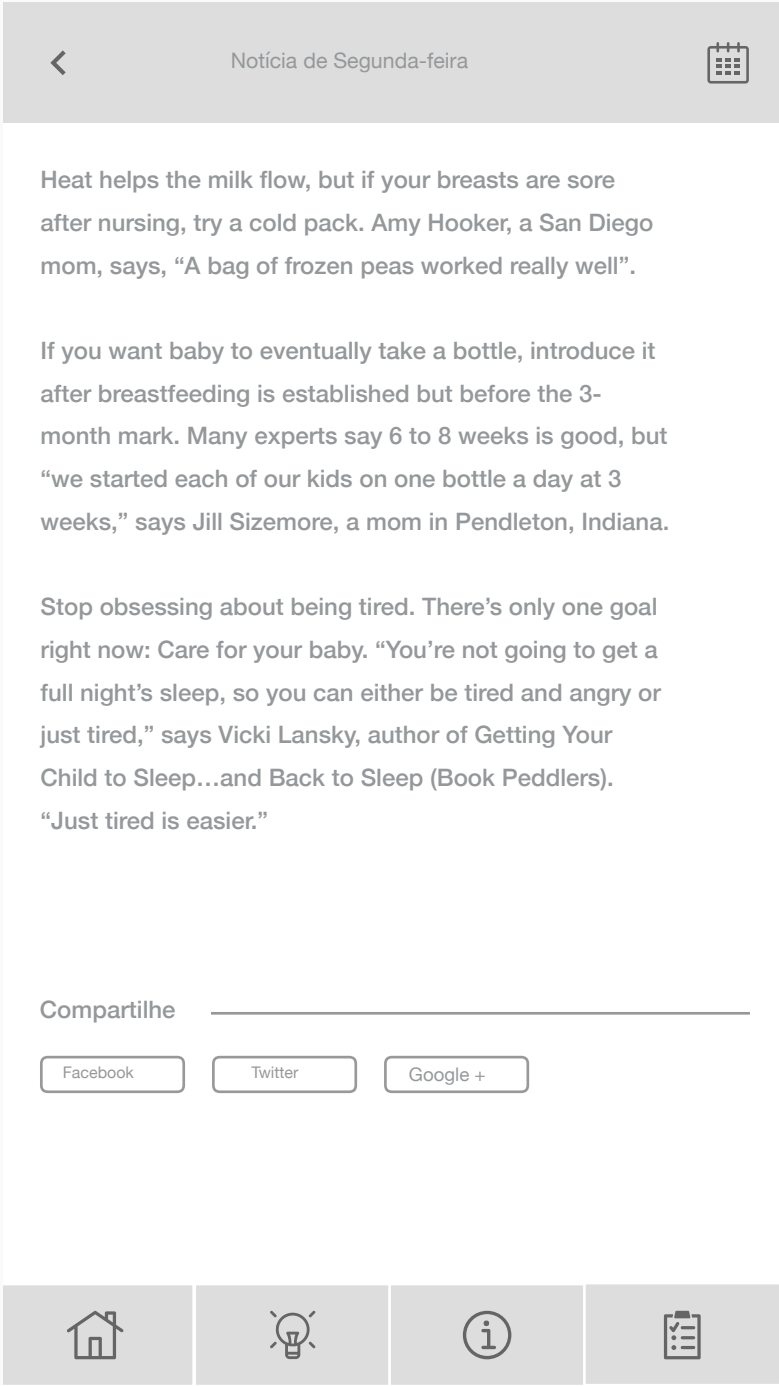 Notícia de Segunda-feira
Heat helps the milk flow, but if your breasts are sore
after nursing, try a cold pack. Amy Hooker, a San Diego
mom, says, “A bag of frozen peas worked really well”.
If you want baby to eventually take a bottle, introduce it
after breastfeeding is established but before the 3-
month mark. Many experts say 6 to 8 weeks is good, but
“we started each of our kids on one bottle a day at 3
weeks,” says Jill Sizemore, a mom in Pendleton, Indiana.
Stop obsessing about being tired. There’s only one goal
right now: Care for your baby. “You’re not going to get a
full night’s sleep, so you can either be tired and angry or
just tired,” says Vicki Lansky, author of Getting Your
Child to Sleep…and Back to Sleep (Book Peddlers).
“Just tired is easier.”
Compartilhe
Facebook
Twitter
Google +